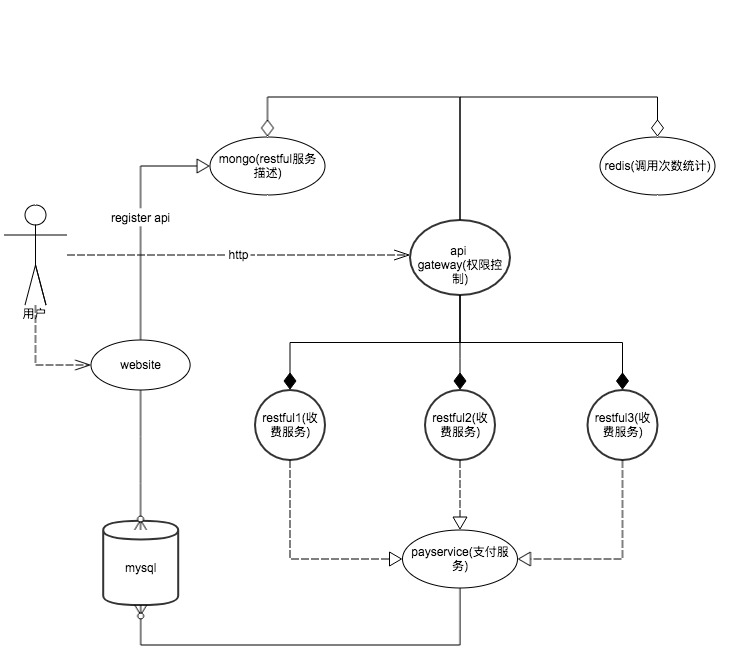 mongo(restful服务
描述)
redis(调用次数统计)
register api
http
api
gateway(权限控
制)
用户
website
restful1(收
费服务)
restful2(收
费服务)
restful3(收
费服务)
payservice(支付服
务)
mysql